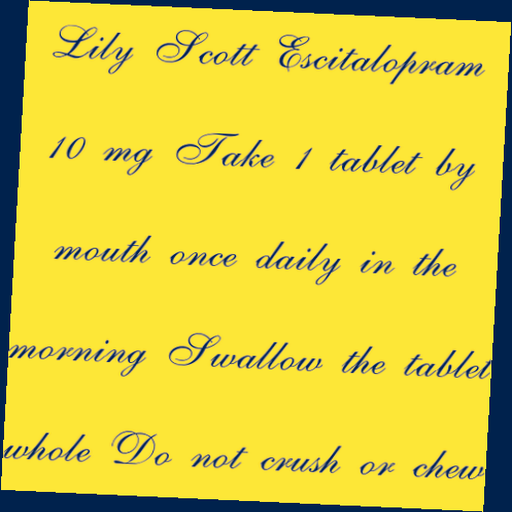 Lily Scott Escitalopram
10 mg Take 1 tablet by
mouth once daily in the
morning Swallow the tablet
whole Do not crush or chew